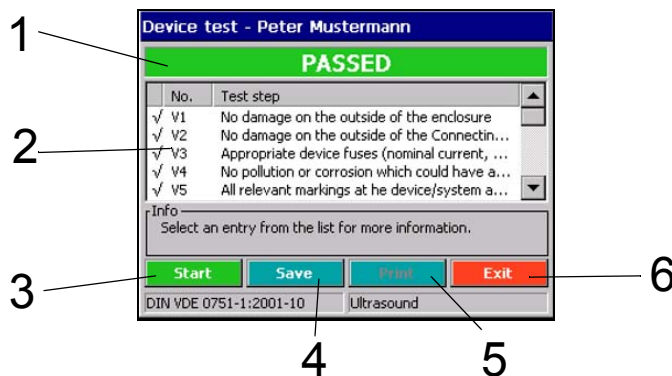 Device test - Peter Mustermann
1
PASSED
No. Test step
√ V1 No damage on the outside of the enclosure
√ V2 No damage on the outside of the Connectin...
2
√ V3 Appropriate device fuses (nominal current, ...
√ V4 No pollution or corrosion which could have a...
√ V5 All relevant markings at he device/system a...
Info
Select an entry from the list for more information.
3
Start Save Print Exit
6
DIN VDE 0751-1:2001-10 Ultrasound
4 5